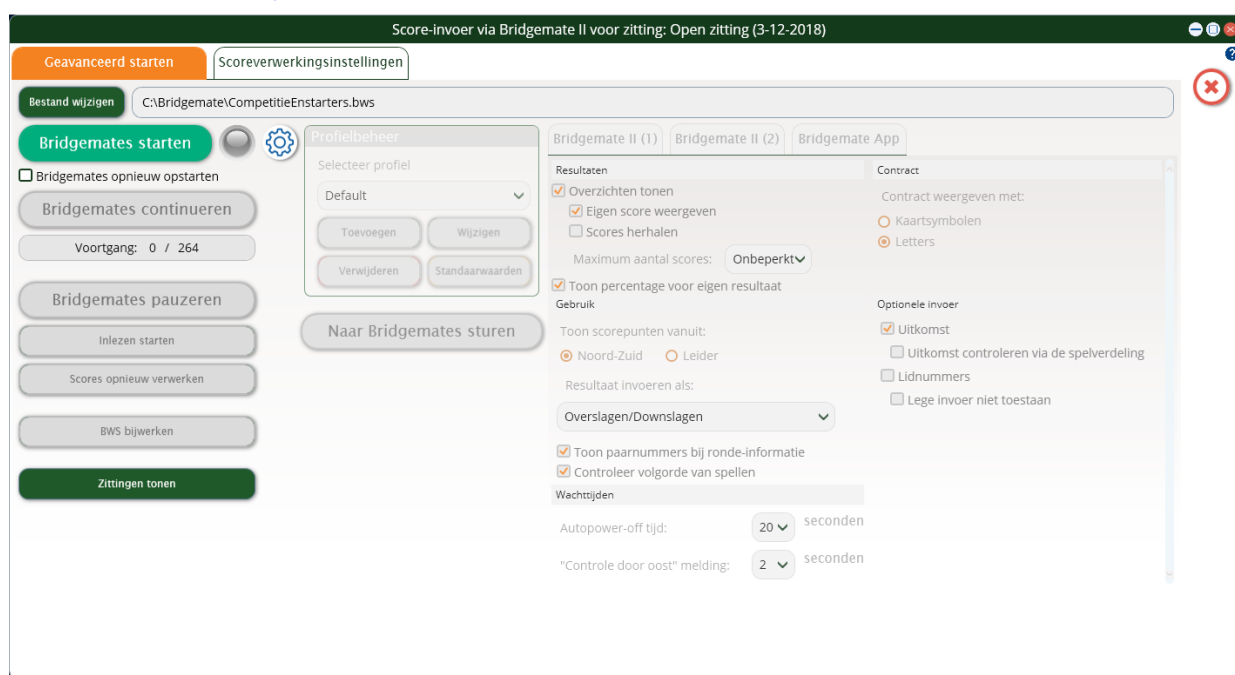 Score-invoer via Bridgemate II voor zitting: Open zitting (3-12-2018)
Geavanceerd starten
Scoreverwerkingsinstellingen
?
Bestand wijzigen
C:\Bridgemate\CompetitieEnstarters.bws
Bridgemates starten
Bridgemates opnieuw opstarten
Bridgemates continueren
Voortgang: 0 / 264
Bridgemates pauzeren
Inlezen starten
Scores opnieuw verwerken
BWS bijwerken
Zittingen tonen
Profielbeheer
Selecteer profiel
Default
Toevoegen
Wijzigen
Verwijderen
Standaarwaarden
Naar Bridgemates sturen
Bridgemate II (1)
Bridgemate II (2)
Bridgemate App
Resultaten
Overzichten tonen
Eigen score weergeven
Scores herhalen
Maximum aantal scores: Onbeperkt
Toon percentage voor eigen resultaat
Gebruik
Toon scorepunten vanuit:
Noord-Zuid
Leider
Resultaat invoeren als:
Overslagen/Downslagen
Toon paarnummers bij ronde-informatie
Controleer volgorde van spellen
Wachttijden
Autopower-off tijd: 20 seconden
"Controle door oost" melding: 2 seconden
Contract
Contract weergeven met:
Kaartsymbolen
Letters
Optionele invoer
Uitkomst
Uitkomst controleren via de spelverdeling
Lidnummers
Lege invoer niet toestaan